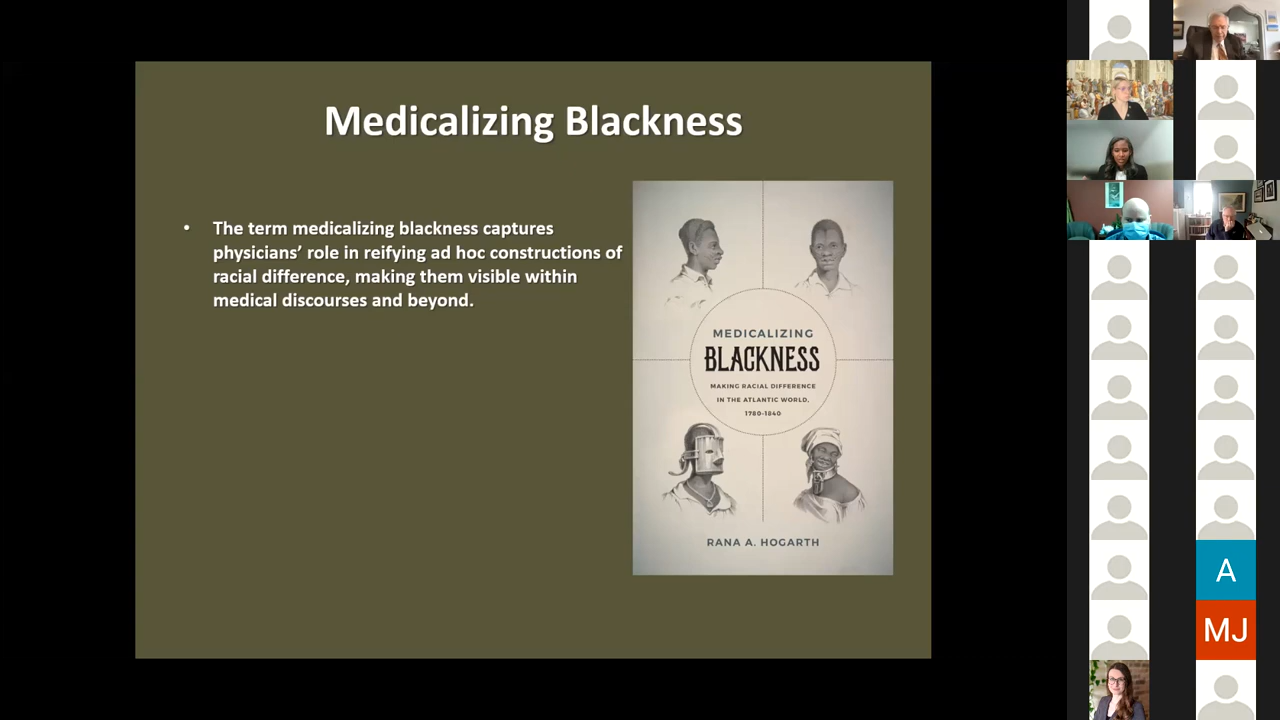 Medicalizing Blackness
• The term medicalizing blackness captures
physicians’ role in reifying ad hoc constructions of
racial difference, making them visible within
medical discourses and beyond.
MEDICALIZING
BLACKNESS
MAKING RACIAL DIFFERENCE
IN THE ATLANTIC WORLD,
1780-1840
RANA A. HOGARTH
A
MJ